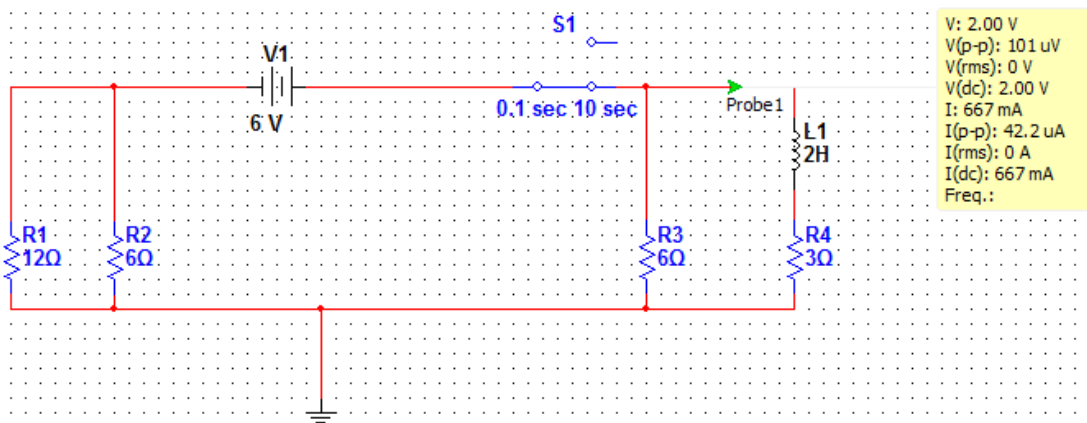 S1
V1
6 V
0.1 sec 10 sec
Probe1
L1
2H
R1
12Ω
R2
6Ω
R3
6Ω
R4
3Ω
V: 2.00 V
V(p-p): 101 uV
V(rms): 0 V
V(dc): 2.00 V
I: 667 mA
I(p-p): 42.2 uA
I(rms): 0 A
I(dc): 667 mA
Freq.: